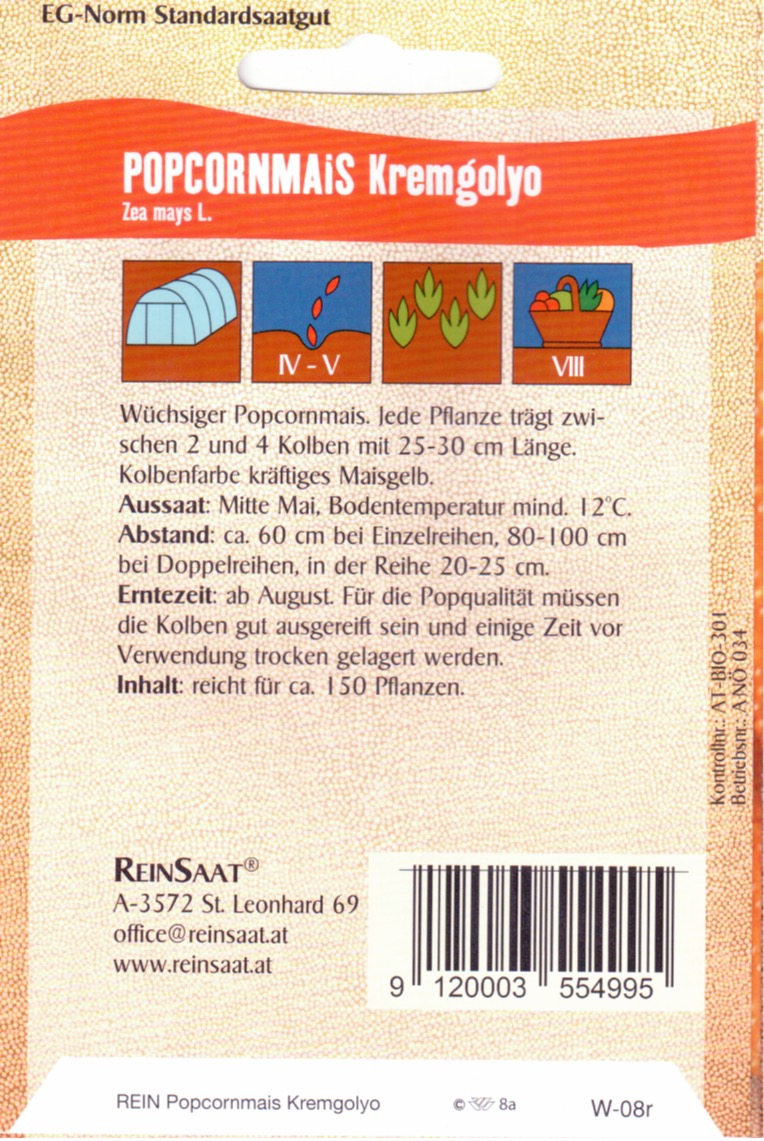 EG-Norm Standardsaatgut
POPCORNMAiS Kremgolyo
Zea mays L.
IV - V
VIII
Wüchsiger Popcornmais. Jede Pflanze trägt zwi-
schen 2 und 4 Kolben mit 25-30 cm Länge.
Kolbenfarbe kräftiges Maisgelb.
Aussaat: Mitte Mai, Bodentemperatur mind. 12°C.
Abstand: ca. 60 cm bei Einzelreihen, 80-100 cm
bei Doppelreihen, in der Reihe 20-25 cm.
Erntezeit: ab August. Für die Popqualität müssen
die Kolben gut ausgereift sein und einige Zeit vor
Verwendung trocken gelagert werden.
Inhalt: reicht für ca. 150 Pflanzen.
Kontrollnr.: AT-BIO-301
Betriebsnr.: ANÖ 034
REINSAAT®
A-3572 St. Leonhard 69
office@reinsaat.at
www.reinsaat.at
9 120003 554995
REIN Popcornmais Kremgolyo
© 8a
W-08r